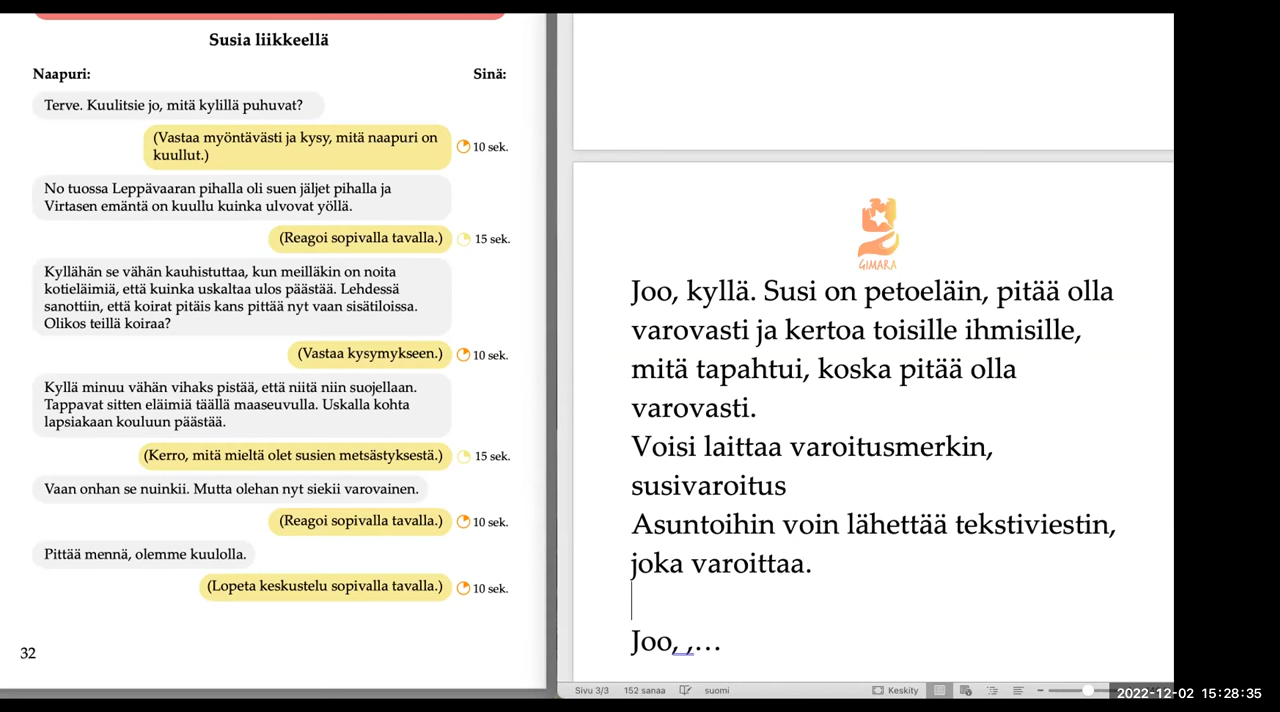 Susia liikkeellä
Naapuri:
Sinä:
Terve. Kuulitsie jo, mitä kylillä puhuvat?
(Vastaa myöntävästi ja kysy, mitä naapuri on
kuullut.)
10 sek.
No tuossa Leppävaaran pihalla oli suen jäljet pihalla ja
Virtasen emäntä on kuullu kuinka ulvovat yöllä.
(Reagoi sopivalla tavalla.)
15 sek.
Kyllähän se vähän kauhistuttaa, kun meilläkin on noita
kotieläimiä, että kuinka uskaltaa ulos päästää. Lehdessä
sanottiin, että koirat pitäis kans pittää nyt vaan sisätiloissa.
Olikos teillä koiraa?
(Vastaa kysymykseen.)
10 sek.
Kyllä minuu vähän vihaks pistää, että niitä niin suojellaan.
Tappavat sitten eläimiä täällä maaseuvulla. Uskalla kohta
lapsiakaan kouluun päästää.
(Kerro, mitä mieltä olet susien metsästyksestä.)
15 sek.
Vaan onhan se nuinkii. Mutta olehan nyt siekii varovainen.
(Reagoi sopivalla tavalla.)
10 sek.
Pittää mennä, olemme kuulolla.
(Lopeta keskustelu sopivalla tavalla.)
10 sek.
32
GIMARA
Joo, kyllä. Susi on petoeläin, pitää olla
varovasti ja kertoa toisille ihmisille,
mitä tapahtui, koska pitää olla
varovasti.
Voisi laittaa varoitusmerkin,
susivaroitus
Asuntoihin voin lähettää tekstiviestin,
joka varoittaa.
Joo, ,…
Sivu 3/3
152 sanaa
suomi
Keskity
2022-12-02 15:28:35